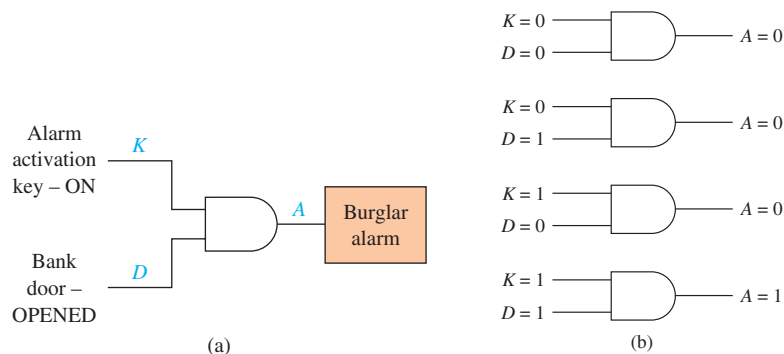 Alarm
activation
key – ON
K
Bank
door –
OPENED
D
A
Burglar
alarm
(a)
K = 0
D = 0
A = 0
K = 0
D = 1
A = 0
K = 1
D = 0
A = 0
K = 1
D = 1
A = 1
(b)